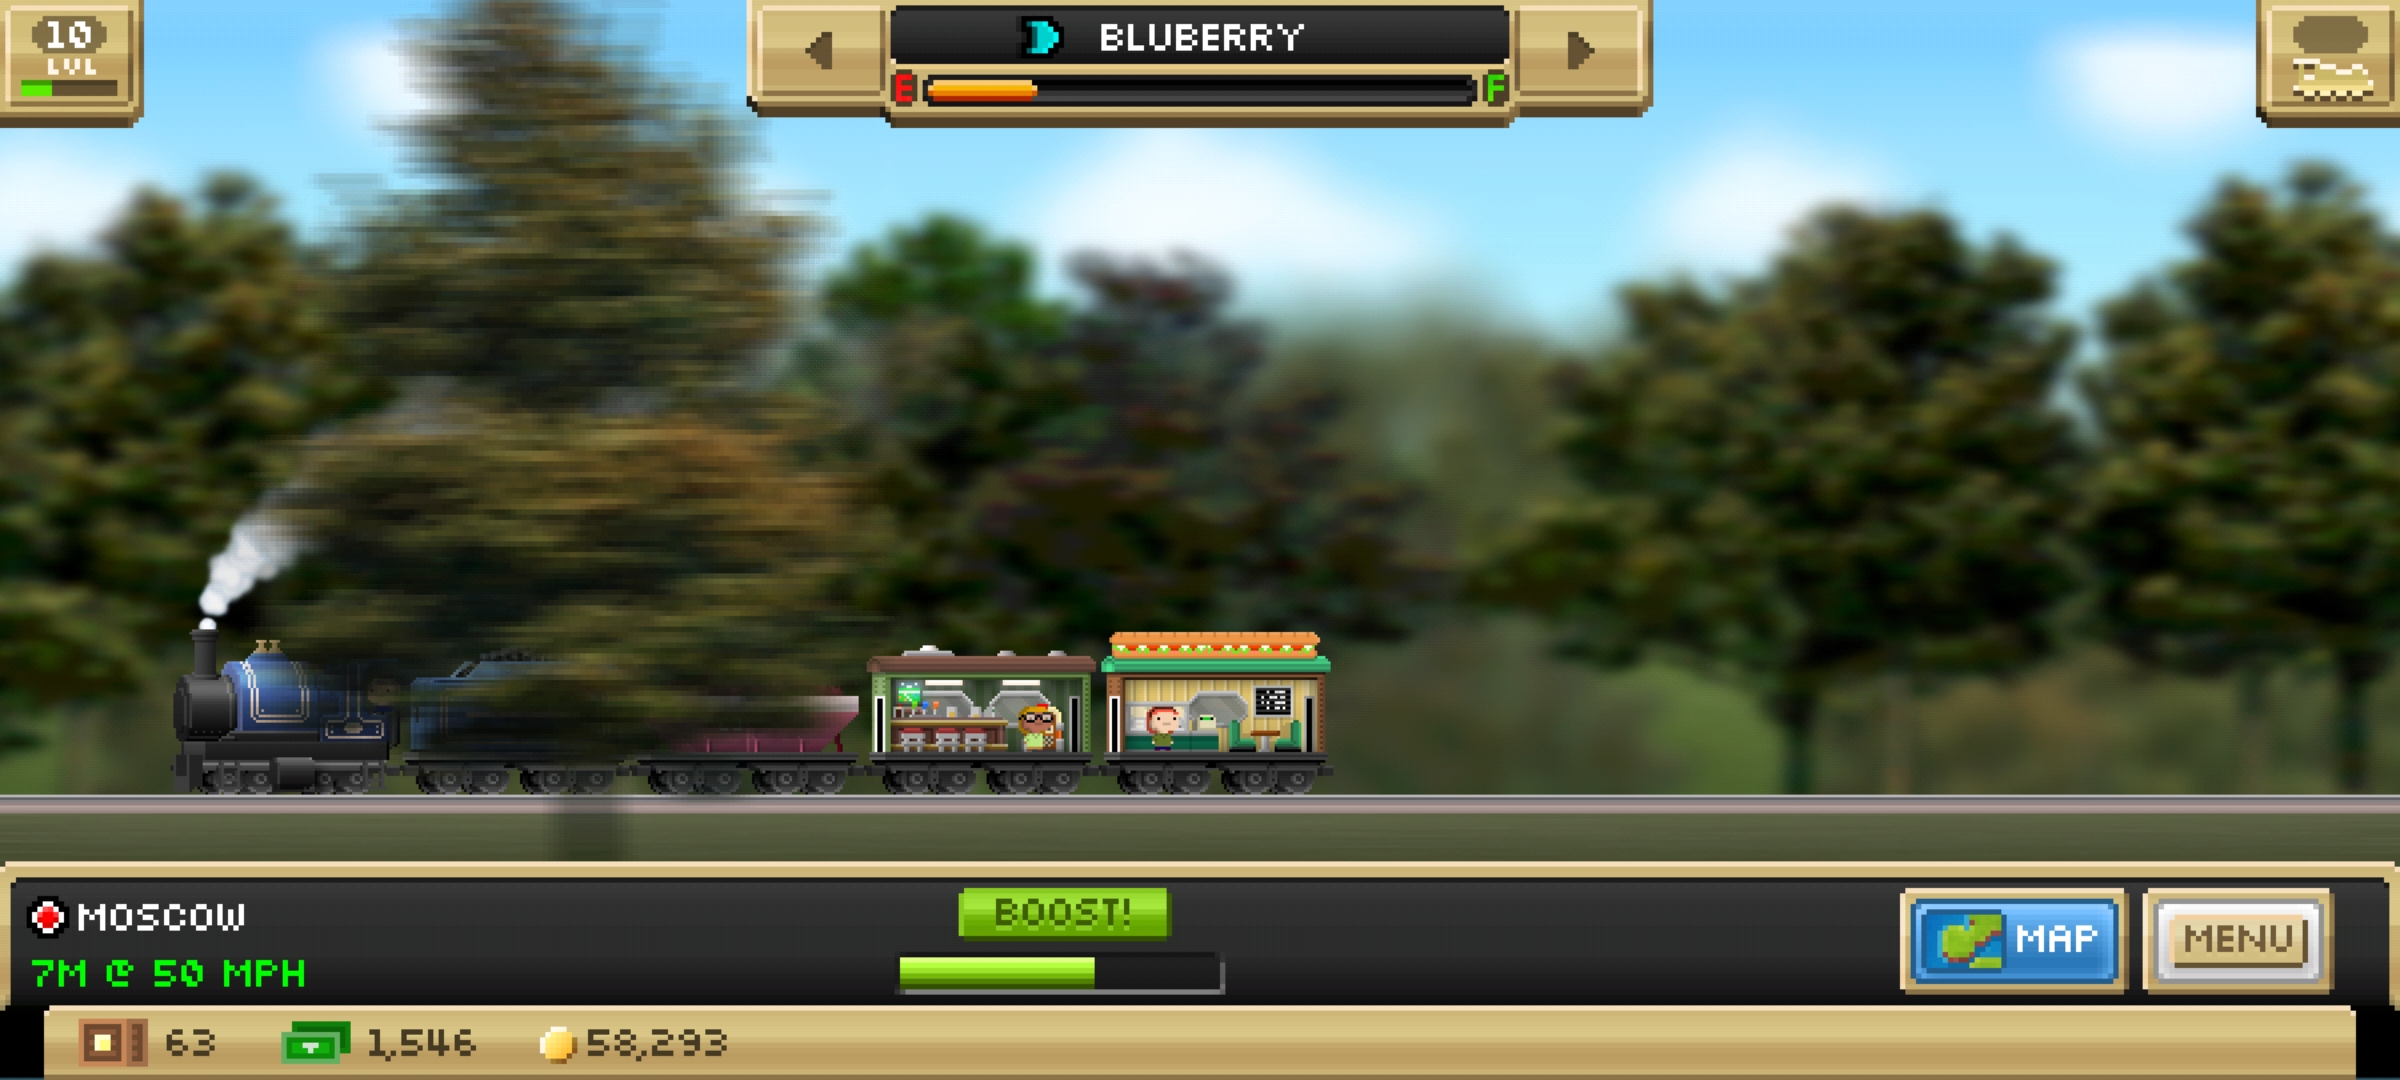 10
LVL
BLUBERRY
E F
MOSCOW
7M @ 50 MPH
BOOST!
MAP
MENU
63 1,546 58,293